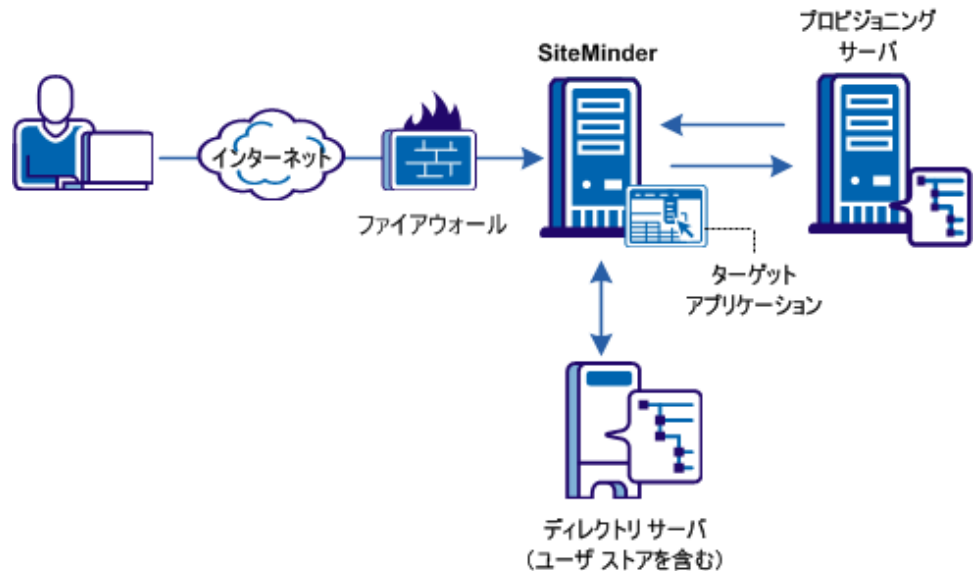 プロビジョニング
サーバ
SiteMinder
インターネット
ファイアウォール
ターゲット
アプリケーション
ディレクトリ サーバ
(ユーザ ストアを含む)